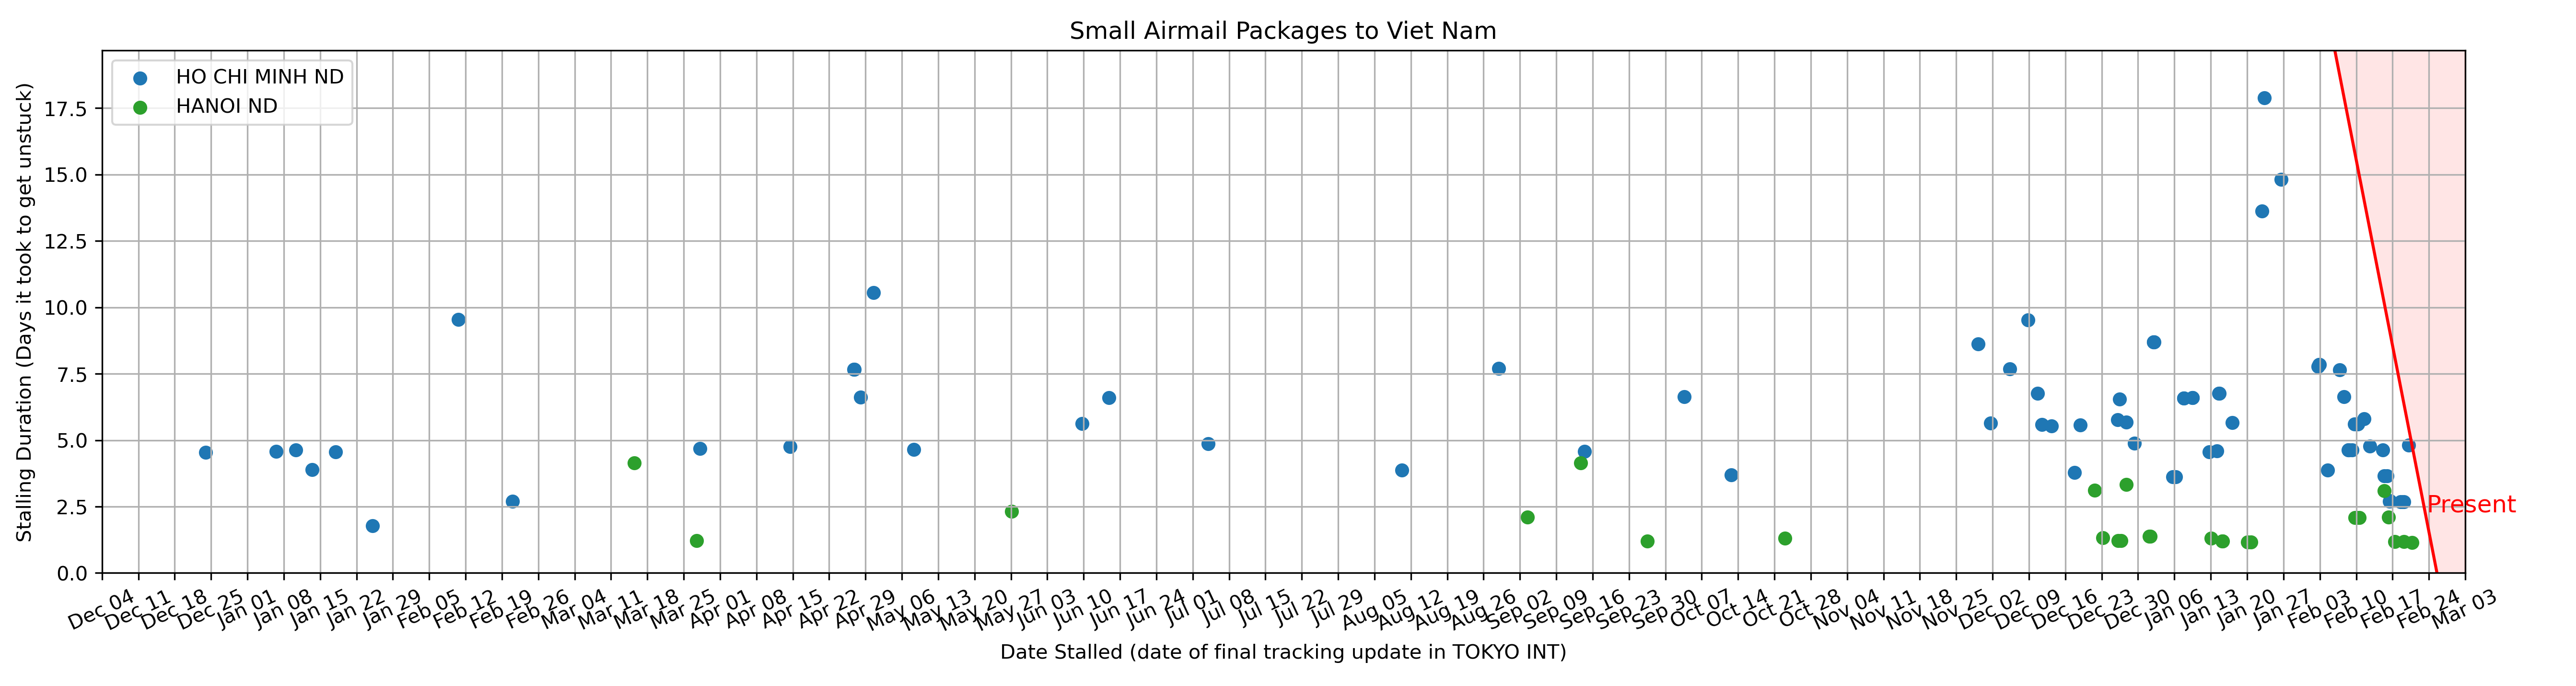 Small Airmail Packages to Viet Nam
HO CHI MINH ND
HANOI ND
Stalling Duration (Days it took to get unstuck)
17.5
15.0
12.5
10.0
7.5
5.0
2.5
0.0
Present
Dec 04
Dec 11
Dec 18
Dec 25
Jan 01
Jan 08
Jan 15
Jan 22
Jan 29
Feb 05
Feb 12
Feb 19
Feb 26
Mar 04
Mar 11
Mar 18
Mar 25
Apr 01
Apr 08
Apr 15
Apr 22
Apr 29
May 06
May 13
May 20
May 27
Jun 03
Jun 10
Jun 17
Jun 24
Jul 01
Jul 08
Jul 15
Jul 22
Jul 29
Aug 05
Aug 12
Aug 19
Aug 26
Sep 02
Sep 09
Sep 16
Sep 23
Sep 30
Oct 07
Oct 14
Oct 21
Oct 28
Nov 04
Nov 11
Nov 18
Nov 25
Dec 02
Dec 09
Dec 16
Dec 23
Dec 30
Jan 06
Jan 13
Jan 20
Jan 27
Feb 03
Feb 10
Feb 17
Feb 24
Mar 03
Date Stalled (date of final tracking update in TOKYO INT)